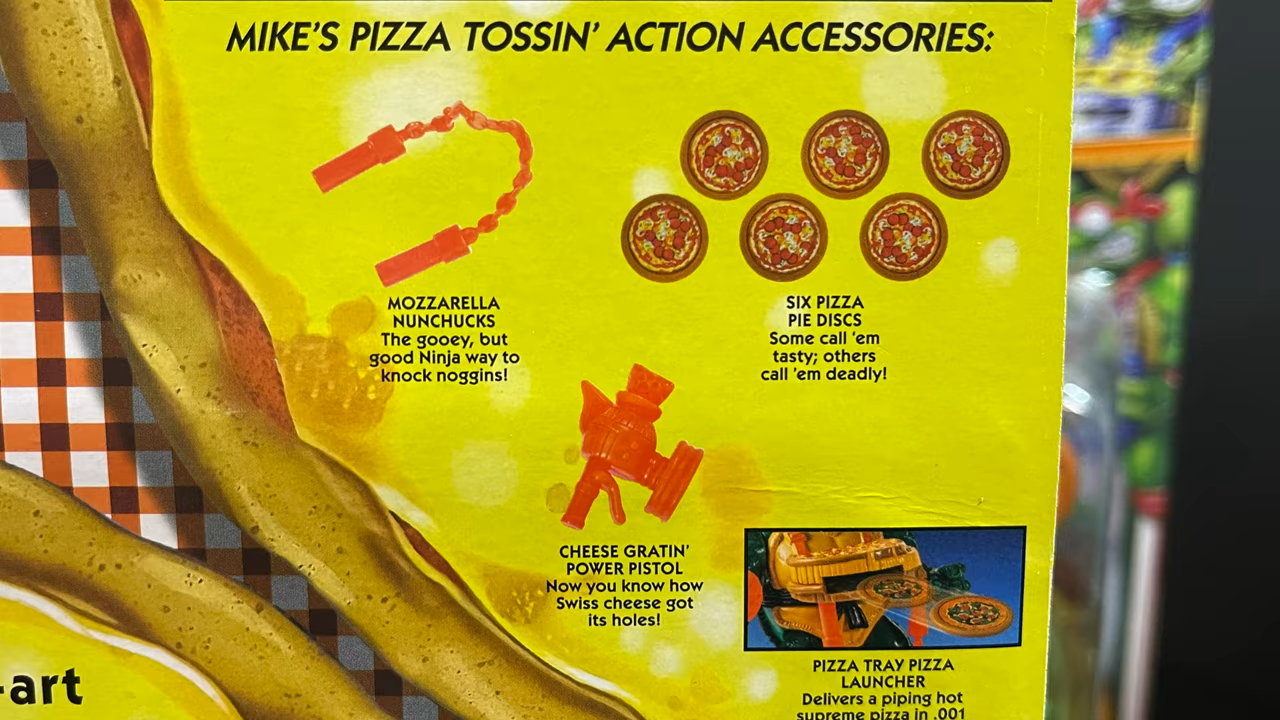 MIKE'S PIZZA TOSSIN' ACTION ACCESSORIES:
MOZZARELLA
NUNCHUCKS
The gooey, but
good Ninja way to
knock noggins!
SIX PIZZA
PIE DISCS
Some call 'em
tasty; others
call 'em deadly!
CHEESE GRATIN'
POWER PISTOL
Now you know how
Swiss cheese got
its holes!
PIZZA TRAY PIZZA
LAUNCHER
Delivers a piping hot
supreme pizza in .001
-art